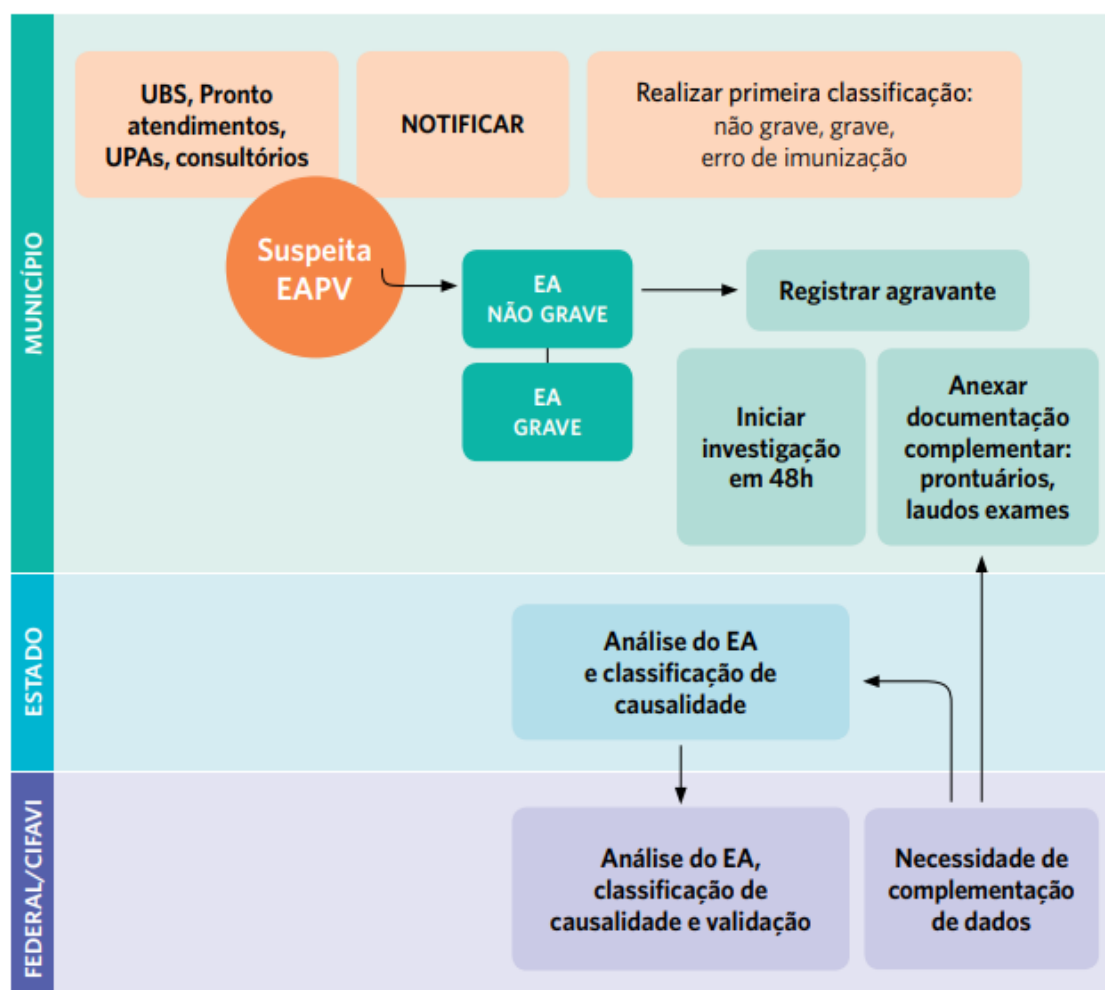 MUNICÍPIO
UBS, Pronto
atendimentos,
UPAs, consultórios
NOTIFICAR
Realizar primeira classificação:
não grave, grave,
erro de imunização
Suspeita
EAPV
EA
NÃO GRAVE
Registrar agravante
EA
GRAVE
Iniciar
investigação
em 48h
Anexar
documentação
complementar:
prontuários,
laudos exames
ESTADO
Análise do EA
e classificação de
causalidade
FEDERAL/CIFAVI
Análise do EA,
classificação de
causalidade e validação
Necessidade de
complementação
de dados